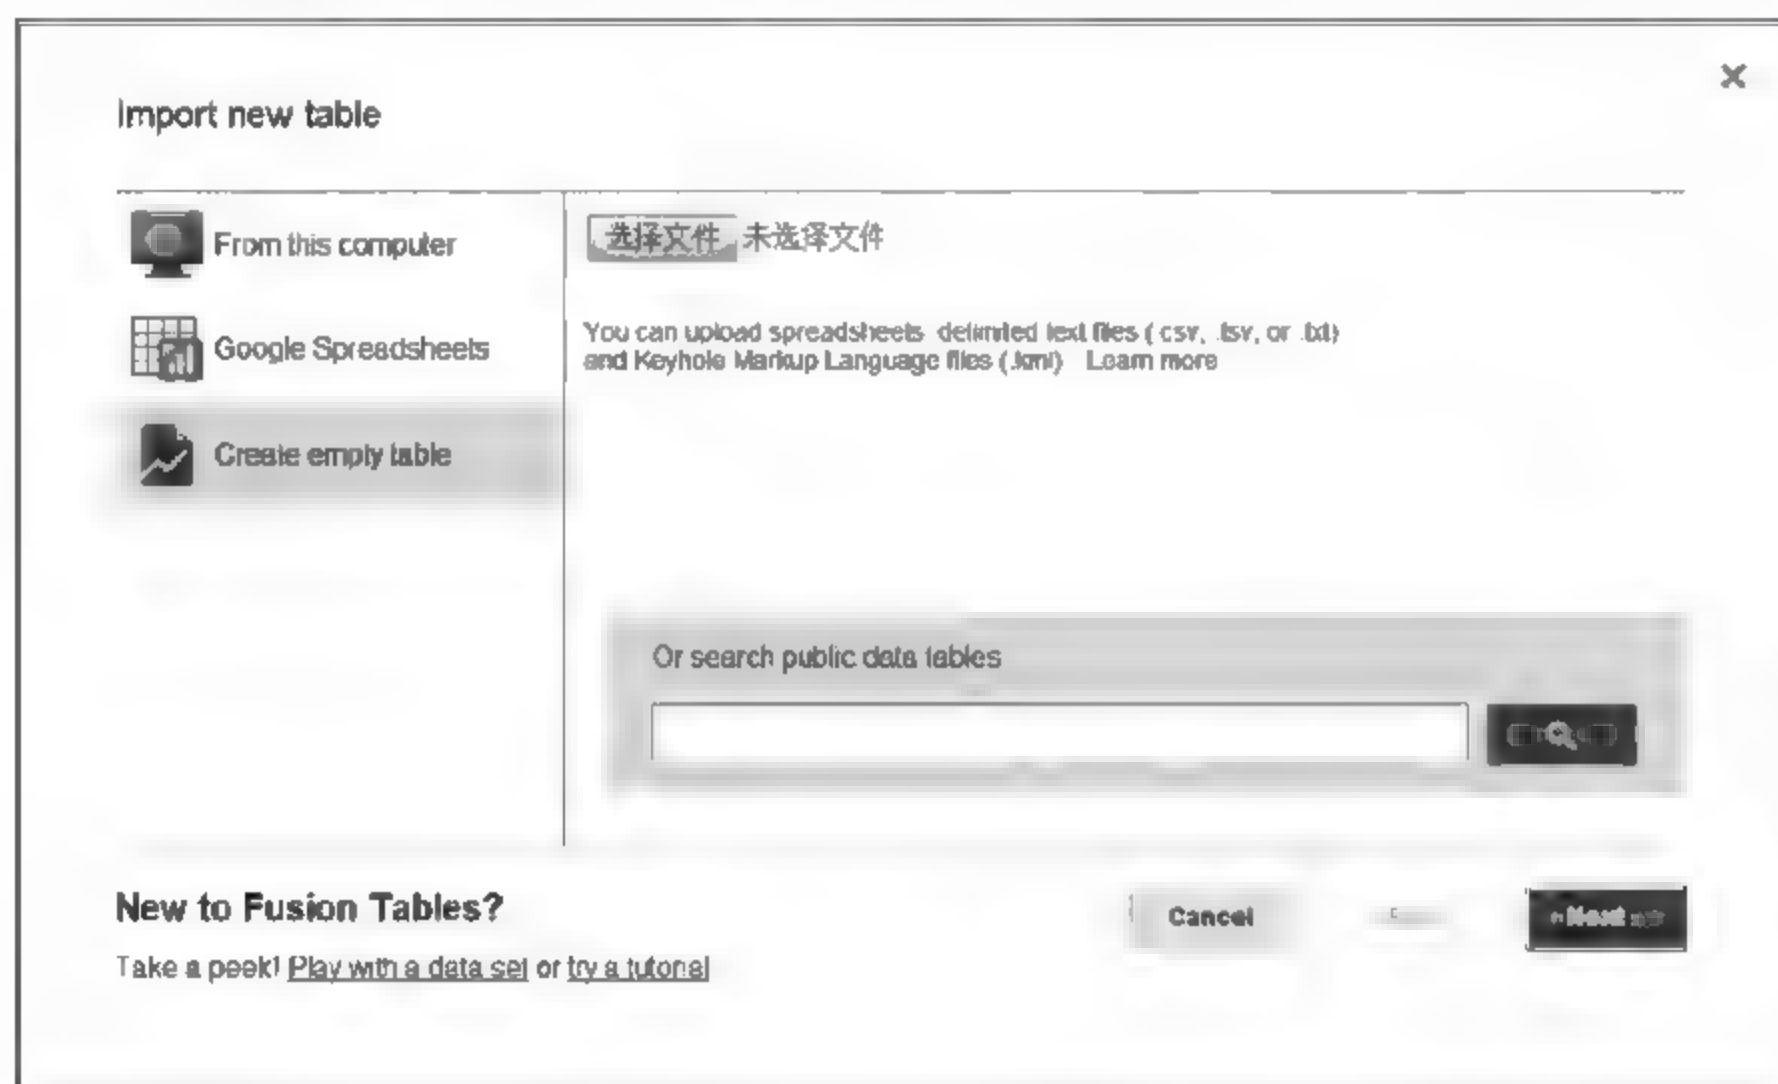 Import new table
From this computer
选择文件 未选择文件
Google Spreadsheets
You can upload spreadsheets, delimited text files (.csv, .tsv, or .txt)
and Keyhole Markup Language files (.kml) Learn more
Create empty table
Or search public data tables
New to Fusion Tables?
Cancel
Next
Take a peek! Play with a data set or try a tutorial